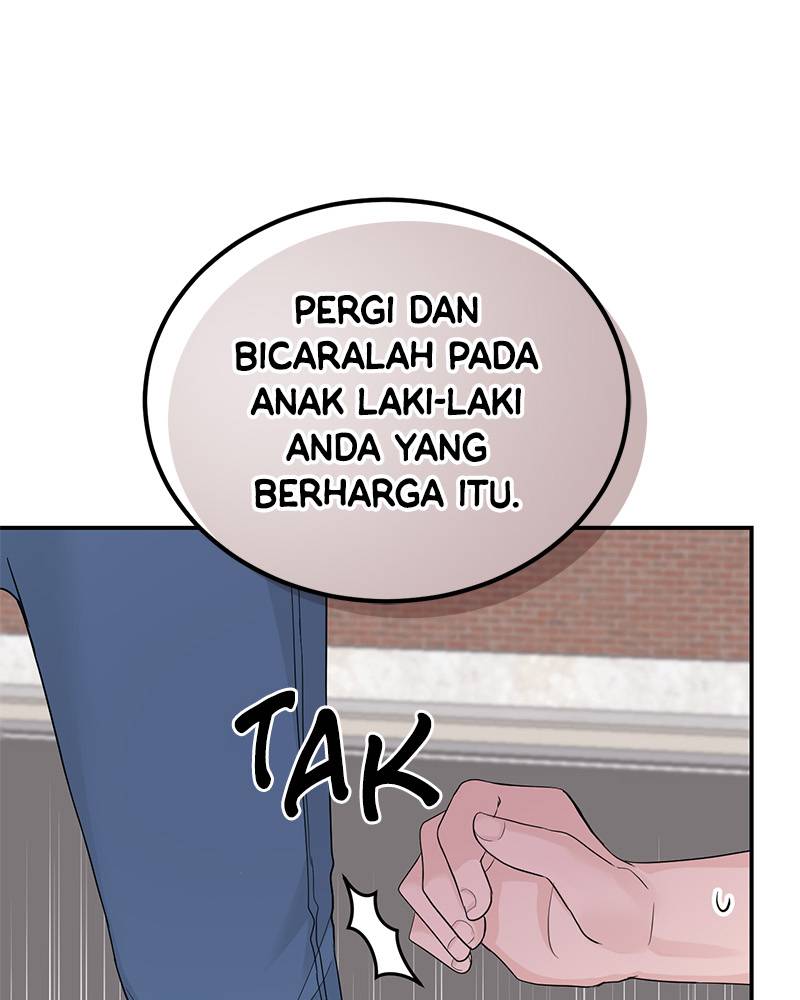 PERGI DAN
BICARALAH PADA
ANAK LAKI-LAKI
ANDA YANG
BERHARGA ITU.
TAK